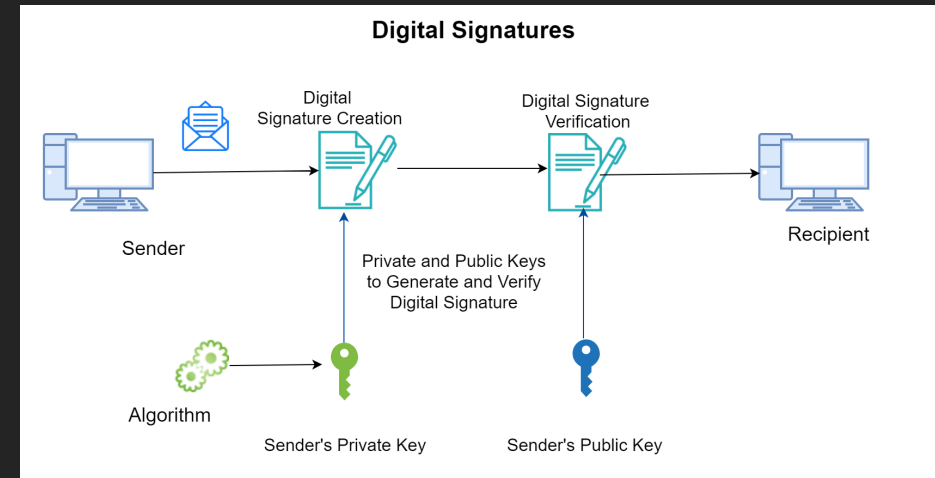 Digital Signatures
Digital
Signature Creation
Digital Signature
Verification
Sender
Recipient
Private and Public Keys
to Generate and Verify
Digital Signature
Algorithm
Sender's Private Key
Sender's Public Key